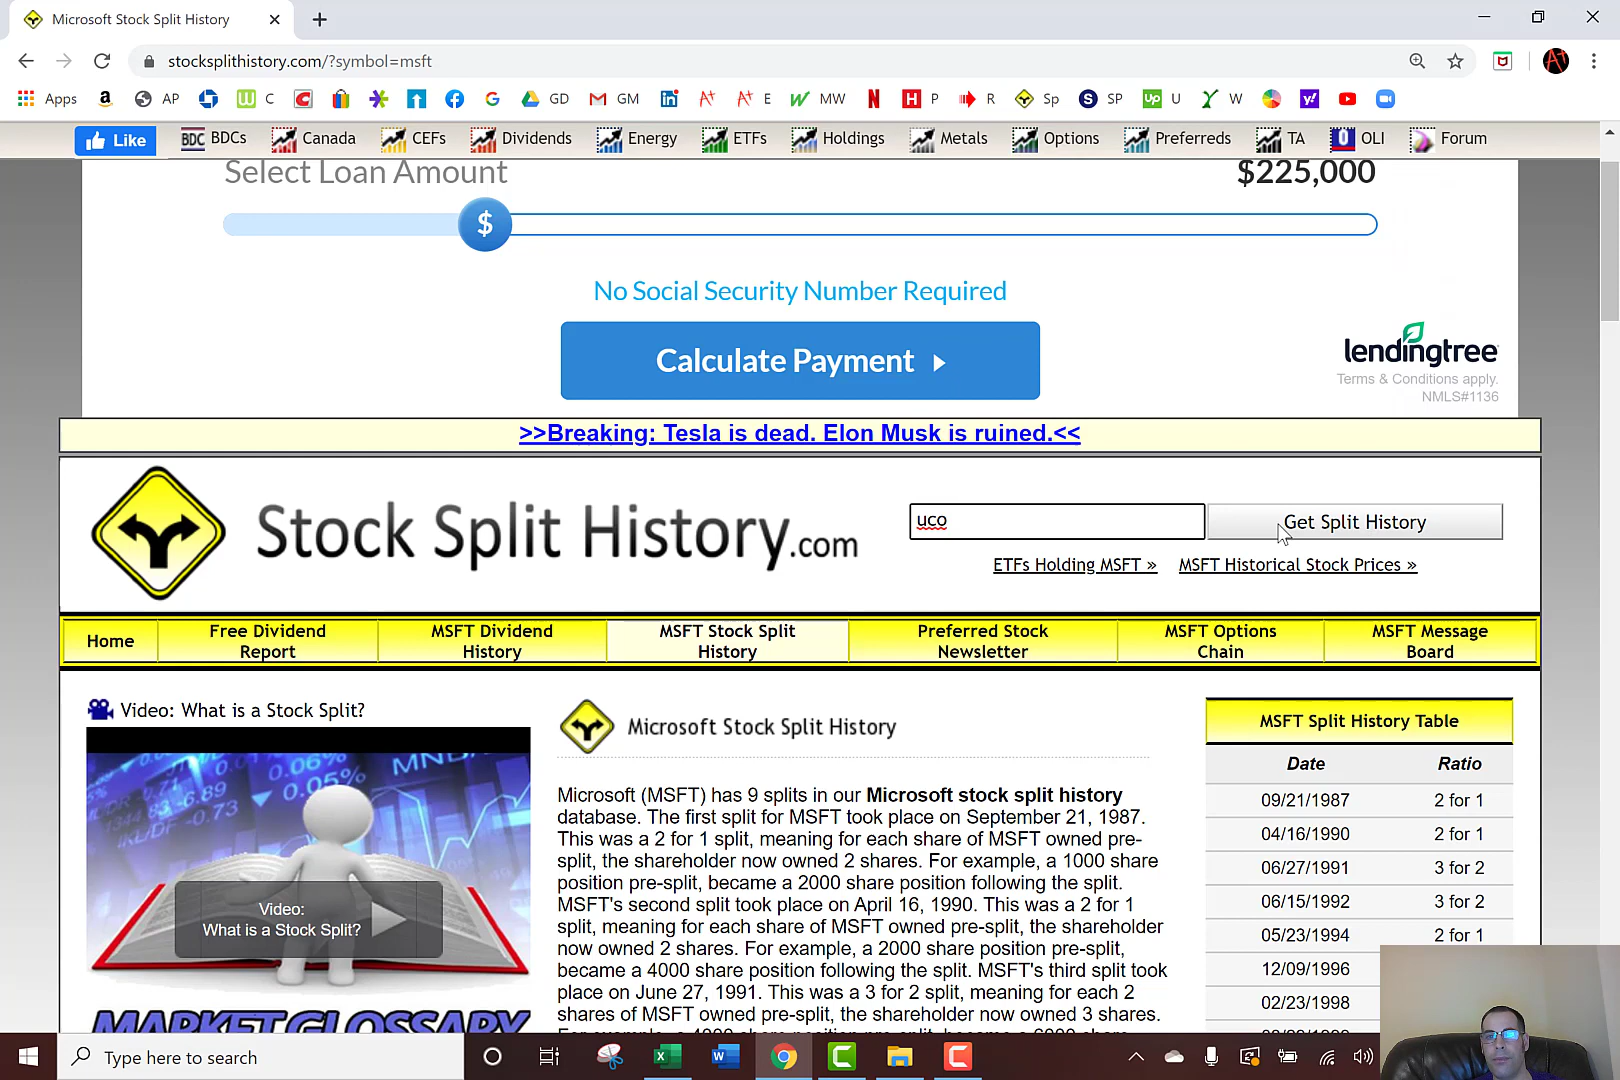 Microsoft Stock Split History
stocksplithistory.com/?symbol=msft
Apps a AP C GD GM E MW N H P R Sp SP UP U W y!
Like BDC BDCs Canada CEFs Dividends Energy ETFs Holdings Metals Options Preferreds TA OLI Forum
Select Loan Amount $225,000
$
No Social Security Number Required
Calculate Payment
lendingtree
Terms & Conditions apply.
NMLS#1136
>>Breaking: Tesla is dead. Elon Musk is ruined.<<
Stock Split History.com
uco Get Split History
ETFs Holding MSFT » MSFT Historical Stock Prices »
Home
Free Dividend Report
MSFT Dividend History
MSFT Stock Split History
Preferred Stock Newsletter
MSFT Options Chain
MSFT Message Board
Video: What is a Stock Split?
Video:
What is a Stock Split?
MARKET GLOSSARY
Microsoft Stock Split History
Microsoft (MSFT) has 9 splits in our Microsoft stock split history
database. The first split for MSFT took place on September 21, 1987.
This was a 2 for 1 split, meaning for each share of MSFT owned pre-
split, the shareholder now owned 2 shares. For example, a 1000 share
position pre-split, became a 2000 share position following the split.
MSFT's second split took place on April 16, 1990. This was a 2 for 1
split, meaning for each share of MSFT owned pre-split, the shareholder
now owned 2 shares. For example, a 2000 share position pre-split,
became a 4000 share position following the split. MSFT's third split took
place on June 27, 1991. This was a 3 for 2 split, meaning for each 2
shares of MSFT owned pre-split, the shareholder now owned 3 shares.
MSFT Split History Table
Date Ratio
09/21/1987 2 for 1
04/16/1990 2 for 1
06/27/1991 3 for 2
06/15/1992 3 for 2
05/23/1994 2 for 1
12/09/1996
02/23/1998
Type here to search